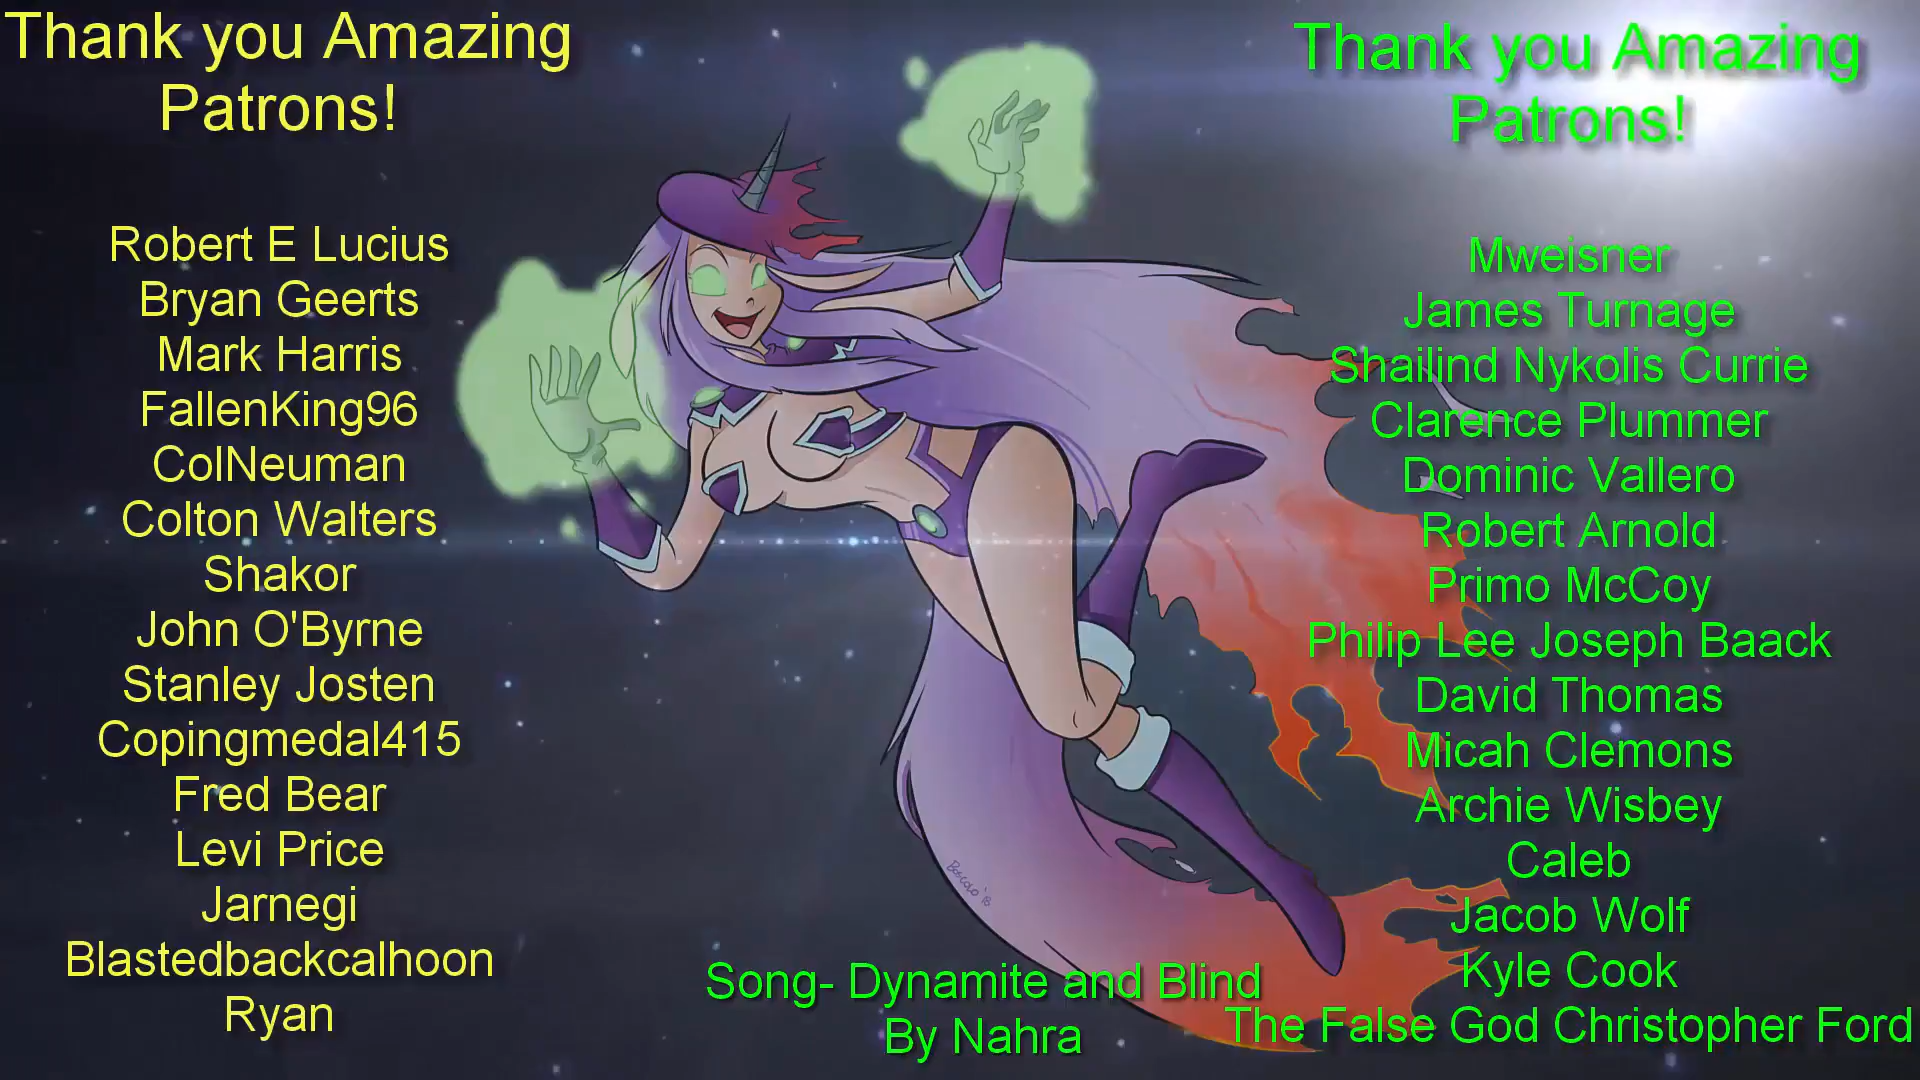 Thank you Amazing
Patrons!
Robert E Lucius
Bryan Geerts
Mark Harris
FallenKing96
ColNeuman
Colton Walters
Shakor
John O'Byrne
Stanley Josten
Copingmedal415
Fred Bear
Levi Price
Jarnegi
Blastedbackcalhoon
Ryan
Thank you Amazing
Patrons!
Mweisner
James Turnage
Shailind Nykolis Currie
Clarence Plummer
Dominic Vallero
Robert Arnold
Primo McCoy
Philip Lee Joseph Baack
David Thomas
Micah Clemons
Archie Wisbey
Caleb
Jacob Wolf
Kyle Cook
The False God Christopher Ford
Song- Dynamite and Blind
By Nahra